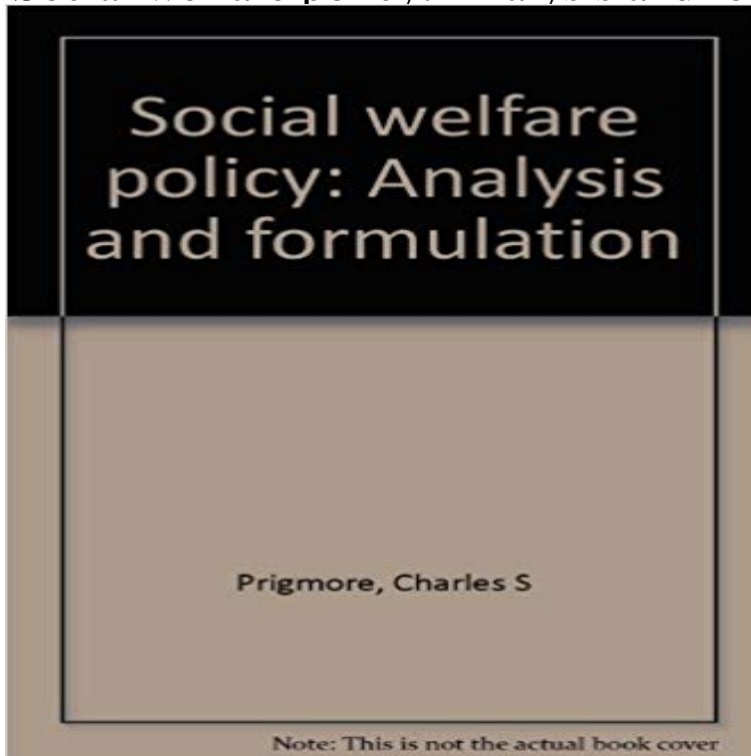 Social welfare
policy: Analysis
and formulation
Prigmore, Charles S
Note: This is not the actual book cover